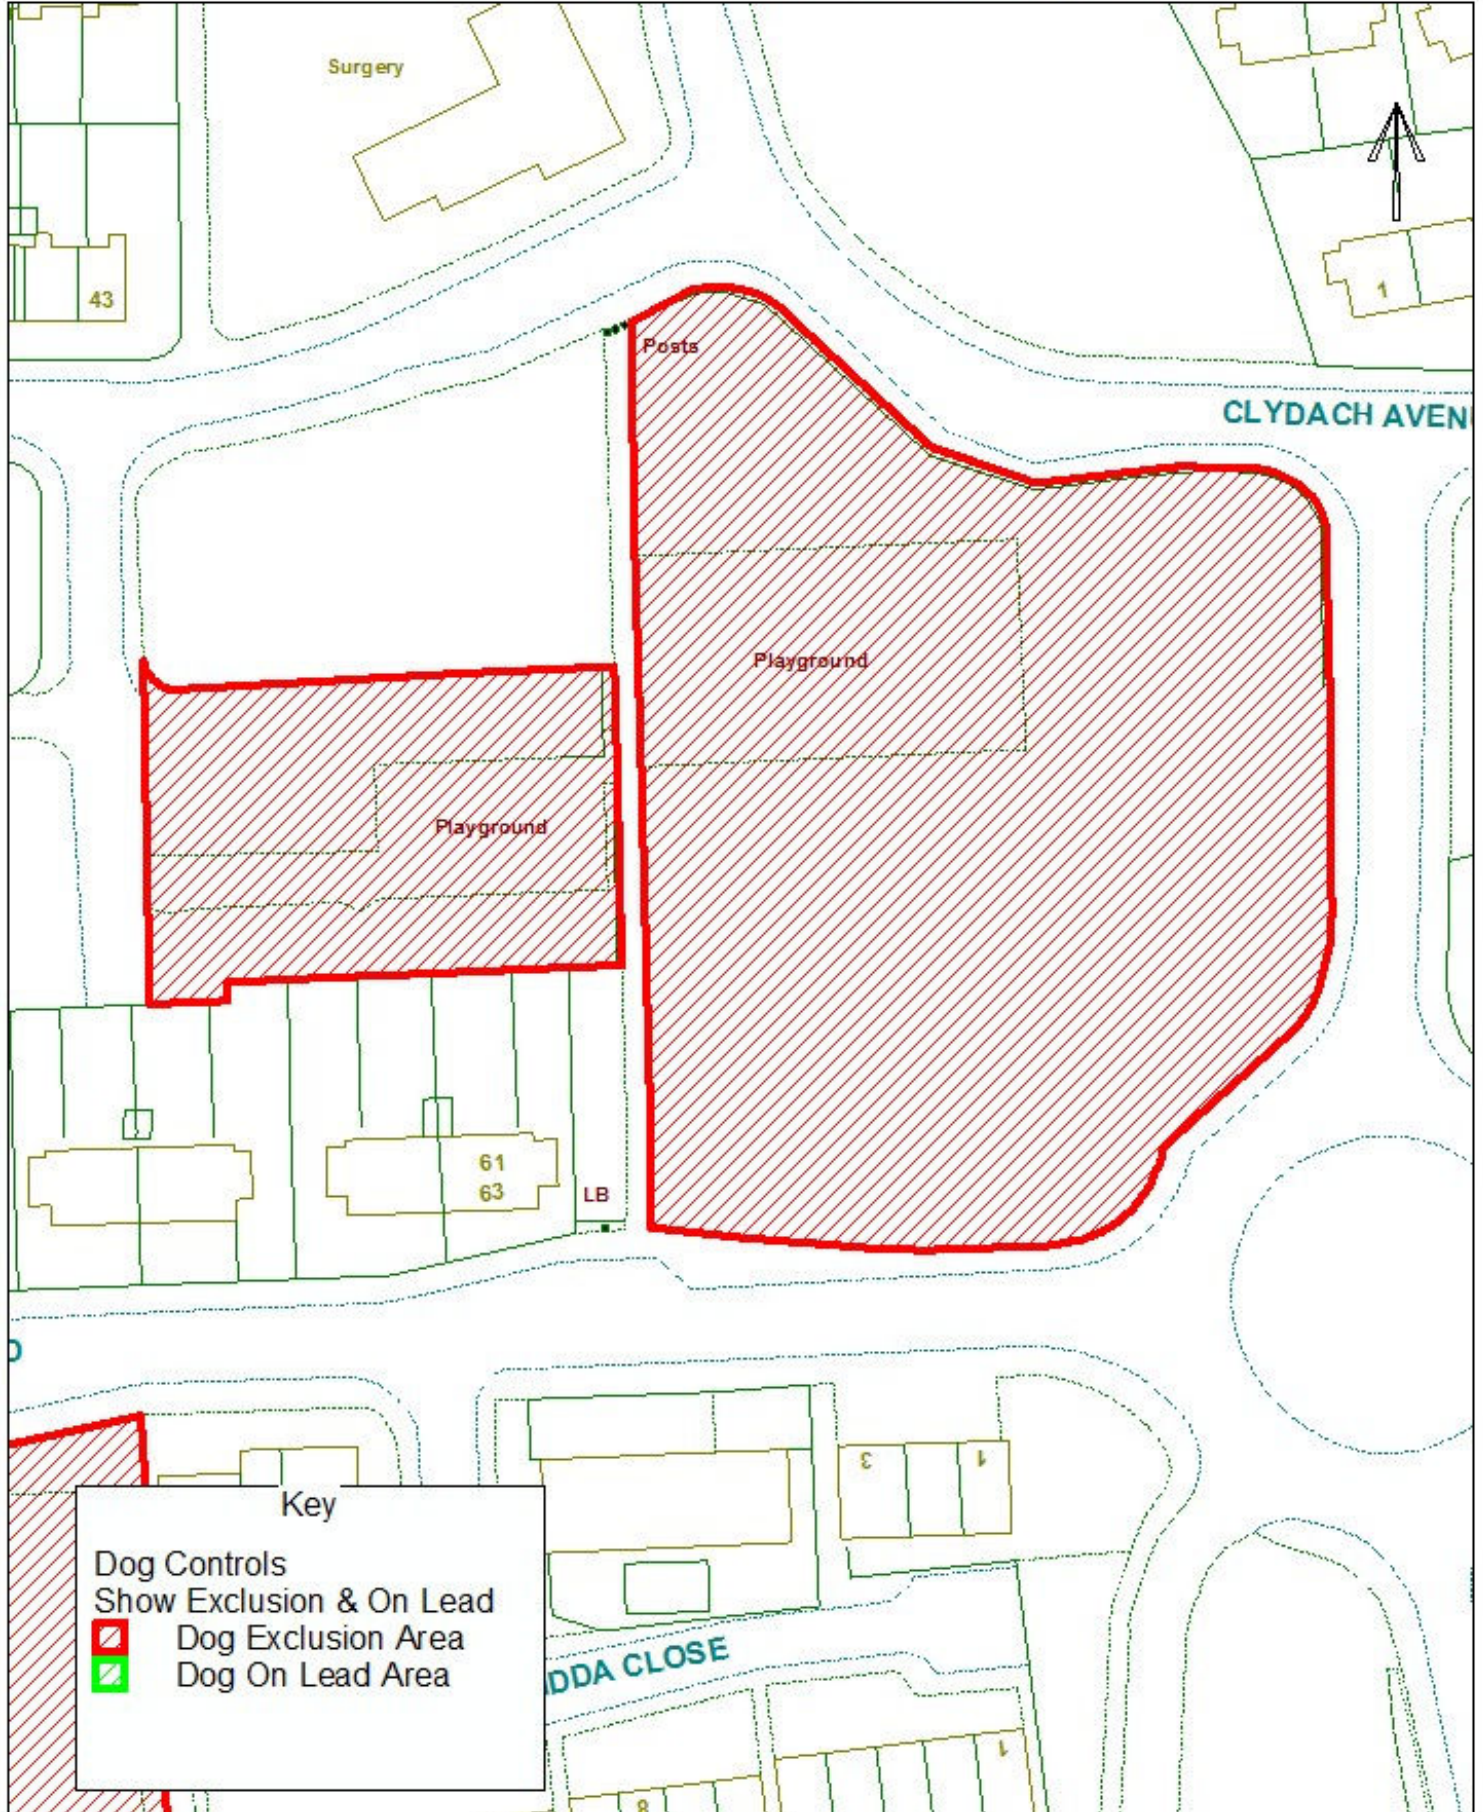 Surgery
43
1
Posts
CLYDACH AVEN
Playground
Playground
61
63
LB
3
1
Key
Dog Controls
Show Exclusion & On Lead
Dog Exclusion Area
Dog On Lead Area
DDA CLOSE
1
8